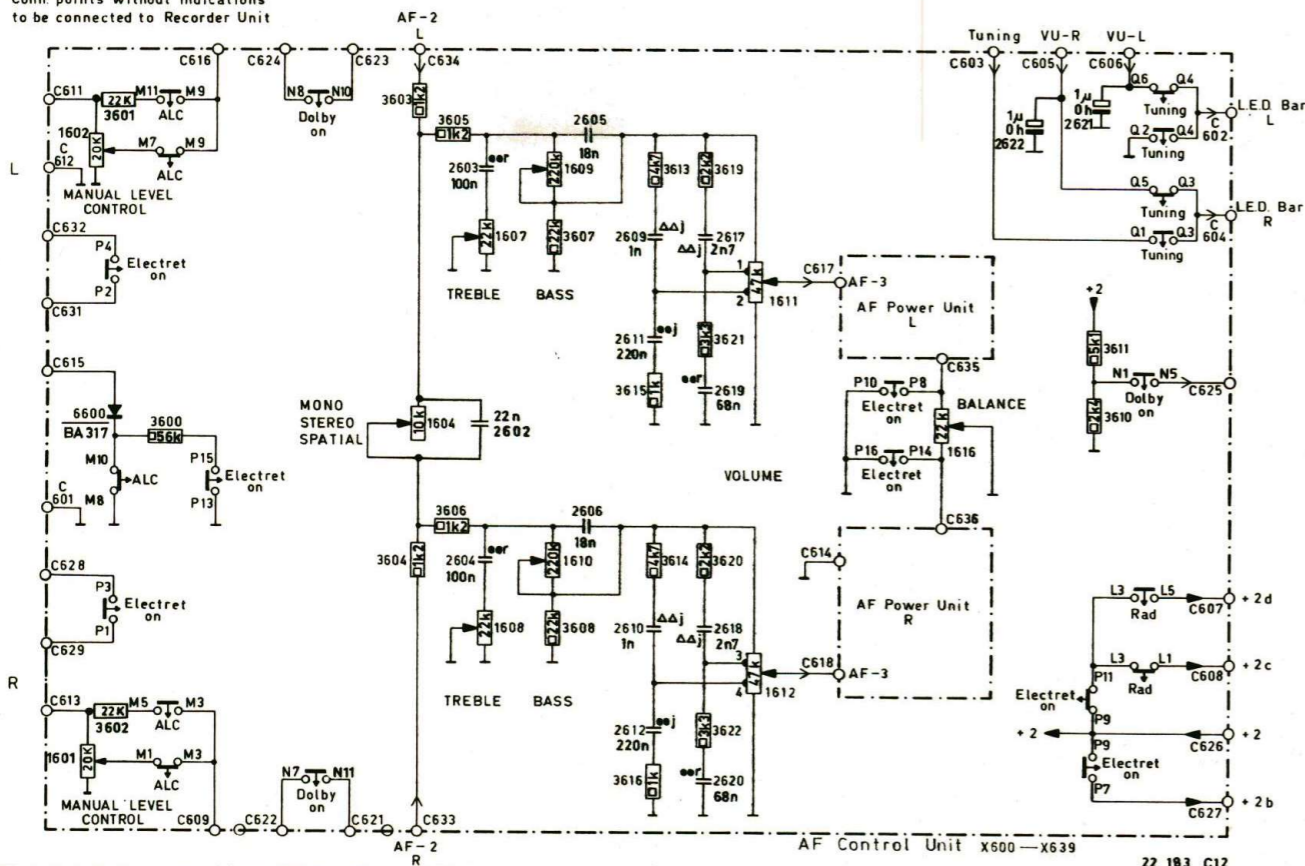 to be connected to Recorder Unit
AF-2
L
Tuning
VU-R
VU-L
C616
C624
C623
C634
C603
C605
C606
C611
22K
3601
M11
M9
ALC
1602
20K
M7
M9
ALC
C
612
L
MANUAL LEVEL
CONTROL
N8
N10
Dolby
on
3603
1k2
3605
1k2
2603
100n
1609
220k
2605
18n
22k
1607
22k
3607
TREBLE
BASS
4k7
3613
2k2
3619
2609
1n
2617
2n7
1
2
47k
1611
C617
AF-3
AF Power Unit
L
2611
220n
3k3
3621
3615
1k
2619
68n
1µ
0h
2622
1µ
0h
2621
Q6
Q4
Tuning
Q2
Q4
Tuning
C
602
L.E.D. Bar
L
Q5
Q3
Tuning
Q1
Q3
Tuning
C
604
L.E.D. Bar
R
C632
P4
Electret
on
P2
C631
C615
6600
BA317
3600
56k
M10
ALC
M8
P15
Electret
on
P13
C
601
MONO
STEREO
SPATIAL
10k
1604
22n
2602
VOLUME
C635
P10
P8
Electret
on
BALANCE
22k
1616
P16
P14
Electret
on
C636
+2
5k1
3611
N1
N5
Dolby
on
C625
2k4
3610
C628
P3
Electret
on
P1
C629
R
C613
22K
3602
M5
M3
ALC
1601
20K
M1
M3
ALC
MANUAL LEVEL
CONTROL
C609
N7
N11
Dolby
on
C622
C621
C633
AF-2
R
3606
1k2
3604
1k2
2604
100n
2606
18n
220k
1610
22k
1608
22k
3608
TREBLE
BASS
4k7
3614
2k2
3620
2610
1n
2618
2n7
3
4
47k
1612
C618
AF-3
C614
AF Power Unit
R
2612
220n
3k3
3622
3616
1k
2620
68n
L3
L5
Rad
C607
+2d
L3
L1
Rad
C608
+2c
P11
Electret
on
P9
+2
C626
+2
P9
Electret
on
P7
C627
+2b
AF Control Unit X600—X639
22 183 C12